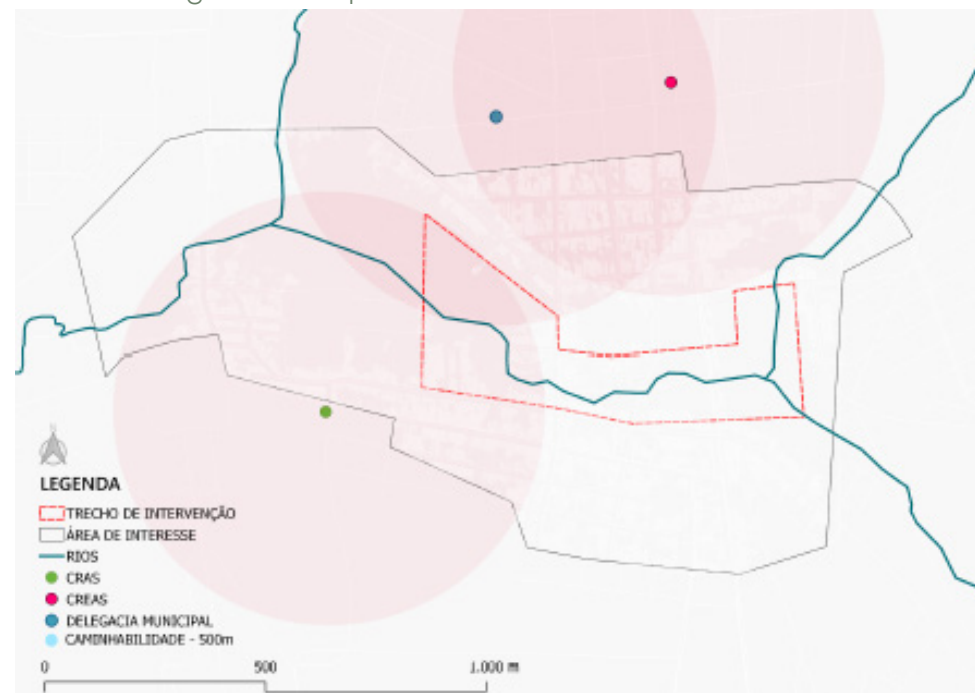 LEGENDA
TRECHO DE INTERVENÇÃO
ÁREA DE INTERESSE
RIOS
CRAS
CREAS
DELEGACIA MUNICIPAL
CAMINHABILIDADE - 500m
0 500 1.000 m